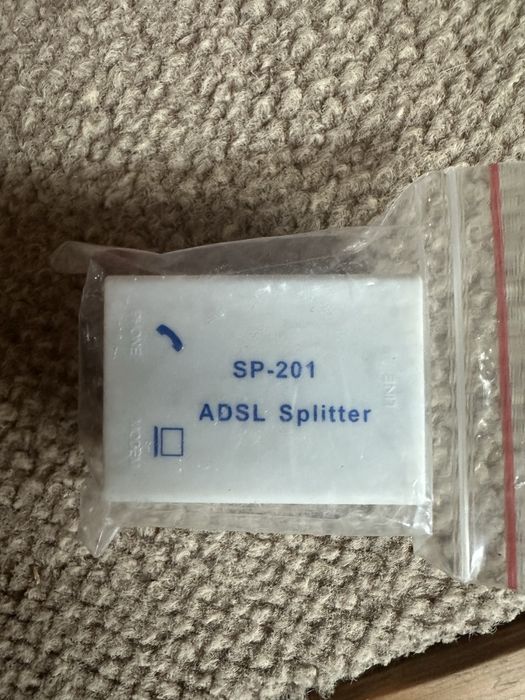 PHONE
SP-201
ADSL Splitter
LINE
MODEM